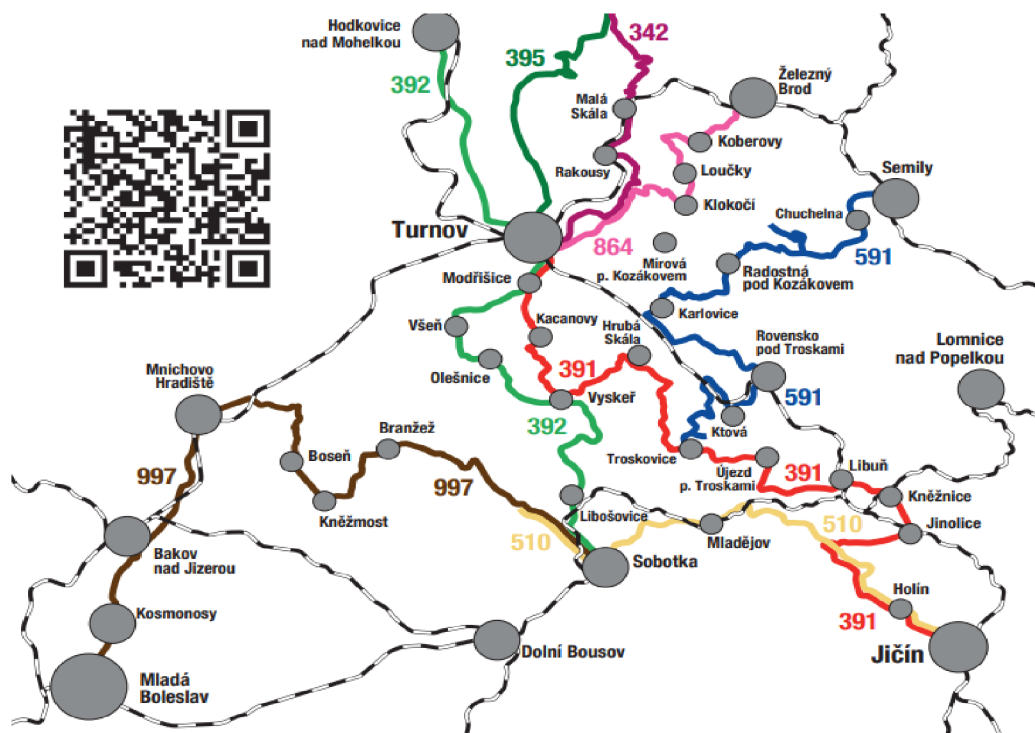 Hodkovice
nad Mohelkou
342
395
392
Železný
Brod
Malá
Skála
Koberovy
Rakousy
Loučky
Semily
Klokočí
Chuchelna
Turnov
864
591
Mírová
p. Kozákovem
Radostná
pod Kozákovem
Modřišice
Karlovice
Všeň
Kacanovy
Hrubá
Skála
Rovensko
pod Troskami
Lomnice
nad Popelkou
Mnichovo
Hradiště
Olešnice
391
591
Vyskeř
392
Ktová
Branžež
Troskovice
Boseň
997
997
Újezd
p. Troskami
391
Libuň
Kněžmost
Kněžnice
Libošovice
510
510
Mladějov
Jinolice
Bakov
nad Jizerou
Sobotka
Holín
Kosmonosy
391
Dolní Bousov
Jičín
Mladá
Boleslav